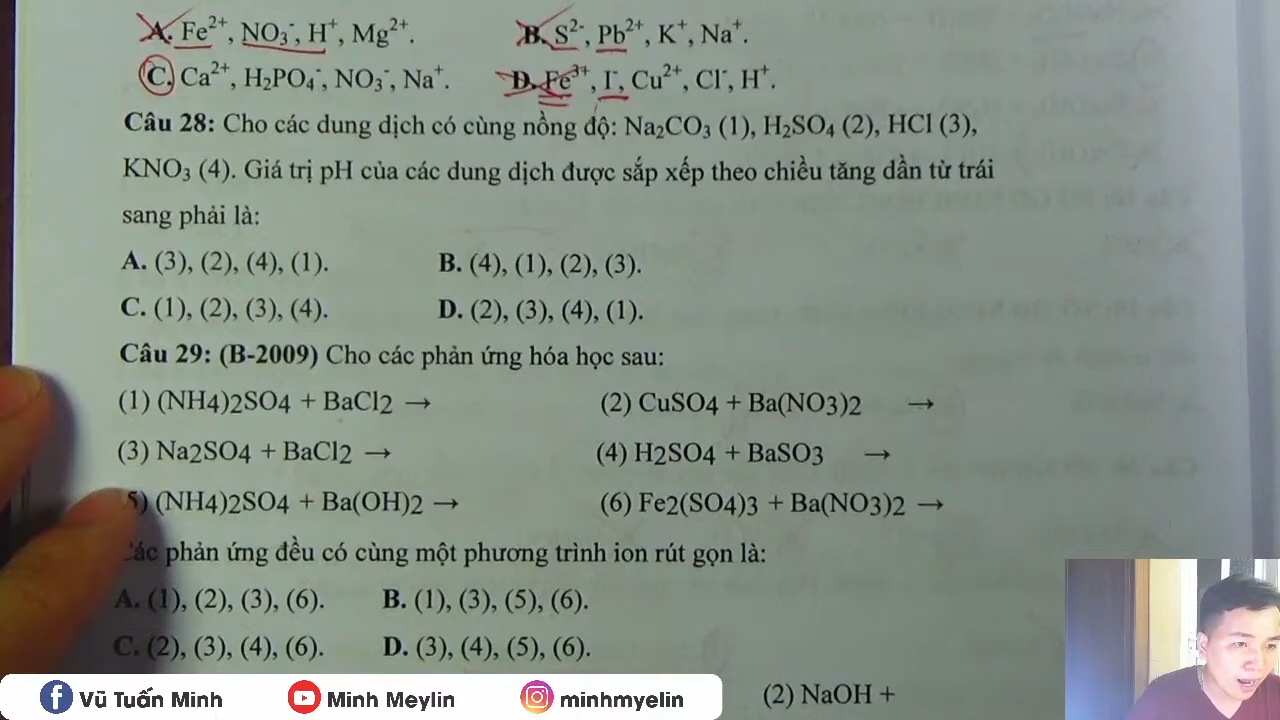 A. Fe²⁺, NO₃⁻, H⁺, Mg²⁺. B. S²⁻, Pb²⁺, K⁺, Na⁺.
C. Ca²⁺, H₂PO₄⁻, NO₃⁻, Na⁺. D. Fe³⁺, I⁻, Cu²⁺, Cl⁻, H⁺.
Câu 28: Cho các dung dịch có cùng nồng độ: Na₂CO₃ (1), H₂SO₄ (2), HCl (3),
KNO₃ (4). Giá trị pH của các dung dịch được sắp xếp theo chiều tăng dần từ trái
sang phải là:
A. (3), (2), (4), (1). B. (4), (1), (2), (3).
C. (1), (2), (3), (4). D. (2), (3), (4), (1).
Câu 29: (B-2009) Cho các phản ứng hóa học sau:
(1) (NH4)2SO4 + BaCl2 → (2) CuSO4 + Ba(NO3)2 →
(3) Na2SO4 + BaCl2 → (4) H2SO4 + BaSO3 →
5) (NH4)2SO4 + Ba(OH)2 → (6) Fe2(SO4)3 + Ba(NO3)2 →
Các phản ứng đều có cùng một phương trình ion rút gọn là:
A. (1), (2), (3), (6). B. (1), (3), (5), (6).
C. (2), (3), (4), (6). D. (3), (4), (5), (6).
(2) NaOH +
Vũ Tuấn Minh Minh Meylin minhmyelin